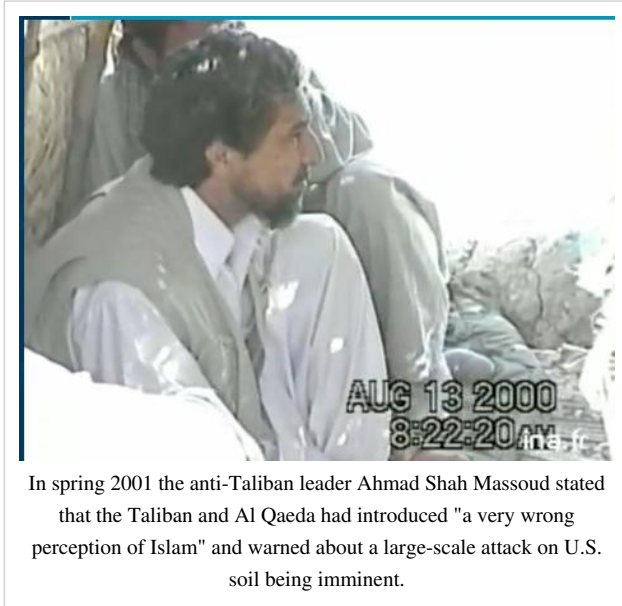 AUG 13 2000
8:22:20 AM
ina.fr
In spring 2001 the anti-Taliban leader Ahmad Shah Massoud stated
that the Taliban and Al Qaeda had introduced "a very wrong
perception of Islam" and warned about a large-scale attack on U.S.
soil being imminent.